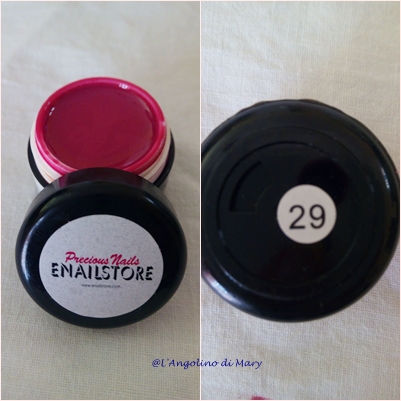 Precious Nails
ENAILSTORE
www.enailstore.com
29
@L'Angolino di Mary